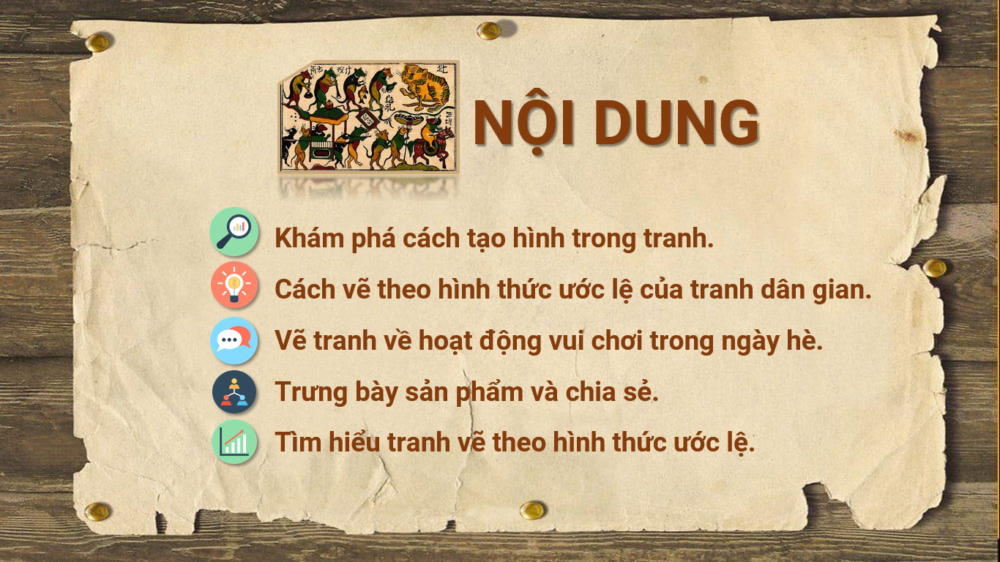 NỘI DUNG
Khám phá cách tạo hình trong tranh.
Cách vẽ theo hình thức ước lệ của tranh dân gian.
Vẽ tranh về hoạt động vui chơi trong ngày hè.
Trưng bày sản phẩm và chia sẻ.
Tìm hiểu tranh vẽ theo hình thức ước lệ.